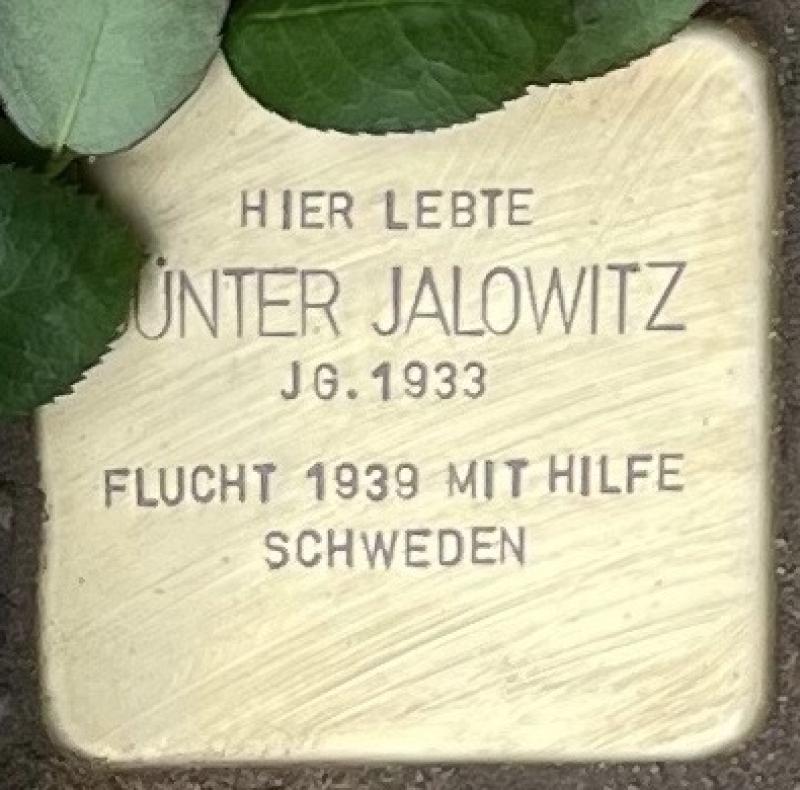 HIER LEBTE
ÜNTER JALOWITZ
JG. 1933
FLUCHT 1939 MIT HILFE
SCHWEDEN